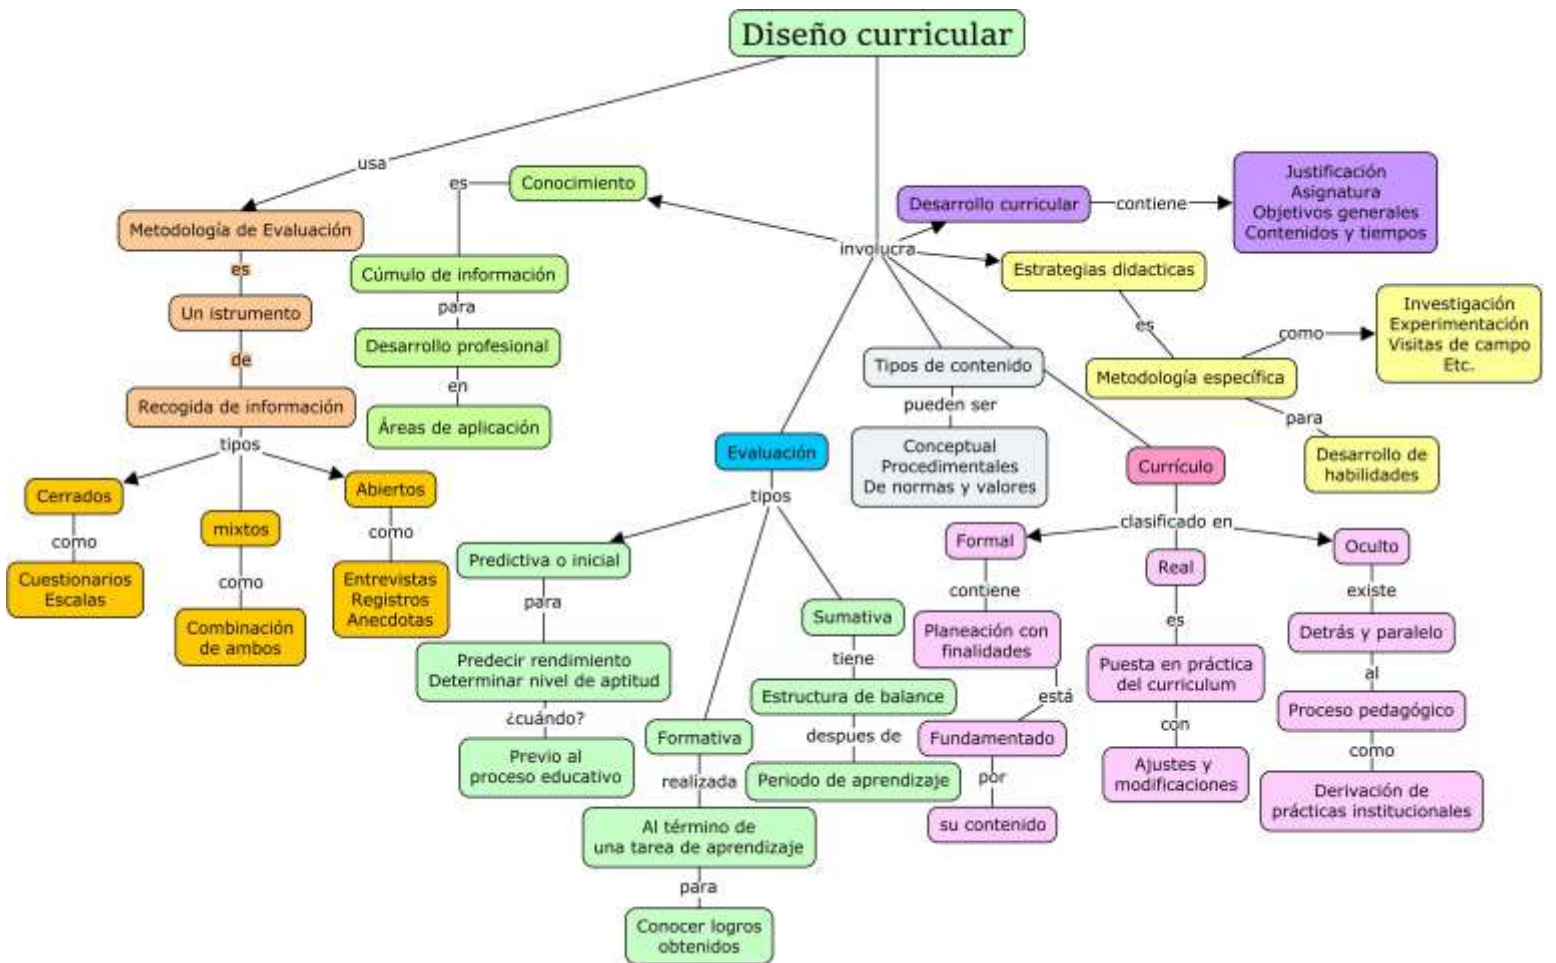 Diseño curricular
usa
Metodología de Evaluación
es
Un istrumento
de
Recogida de información
tipos
Cerrados
como
Cuestionarios
Escalas
mixtos
como
Combinación
de ambos
Abiertos
como
Entrevistas
Registros
Anecdotas
involucra
Conocimiento
es
Cúmulo de información
para
Desarrollo profesional
en
Áreas de aplicación
Desarrollo curricular
contiene
Justificación
Asignatura
Objetivos generales
Contenidos y tiempos
Estrategias didacticas
es
Metodología específica
como
Investigación
Experimentación
Visitas de campo
Etc.
para
Desarrollo de
habilidades
Tipos de contenido
pueden ser
Conceptual
Procedimentales
De normas y valores
Evaluación
tipos
Predictiva o inicial
para
Predecir rendimiento
Determinar nivel de aptitud
¿cuándo?
Previo al
proceso educativo
Formativa
realizada
Al término de
una tarea de aprendizaje
para
Conocer logros
obtenidos
Sumativa
tiene
Estructura de balance
despues de
Periodo de aprendizaje
Currículo
clasificado en
Formal
contiene
Planeación con
finalidades
está
Fundamentado
por
su contenido
Real
es
Puesta en práctica
del curriculum
con
Ajustes y
modificaciones
Oculto
existe
Detrás y paralelo
al
Proceso pedagógico
como
Derivación de
prácticas institucionales